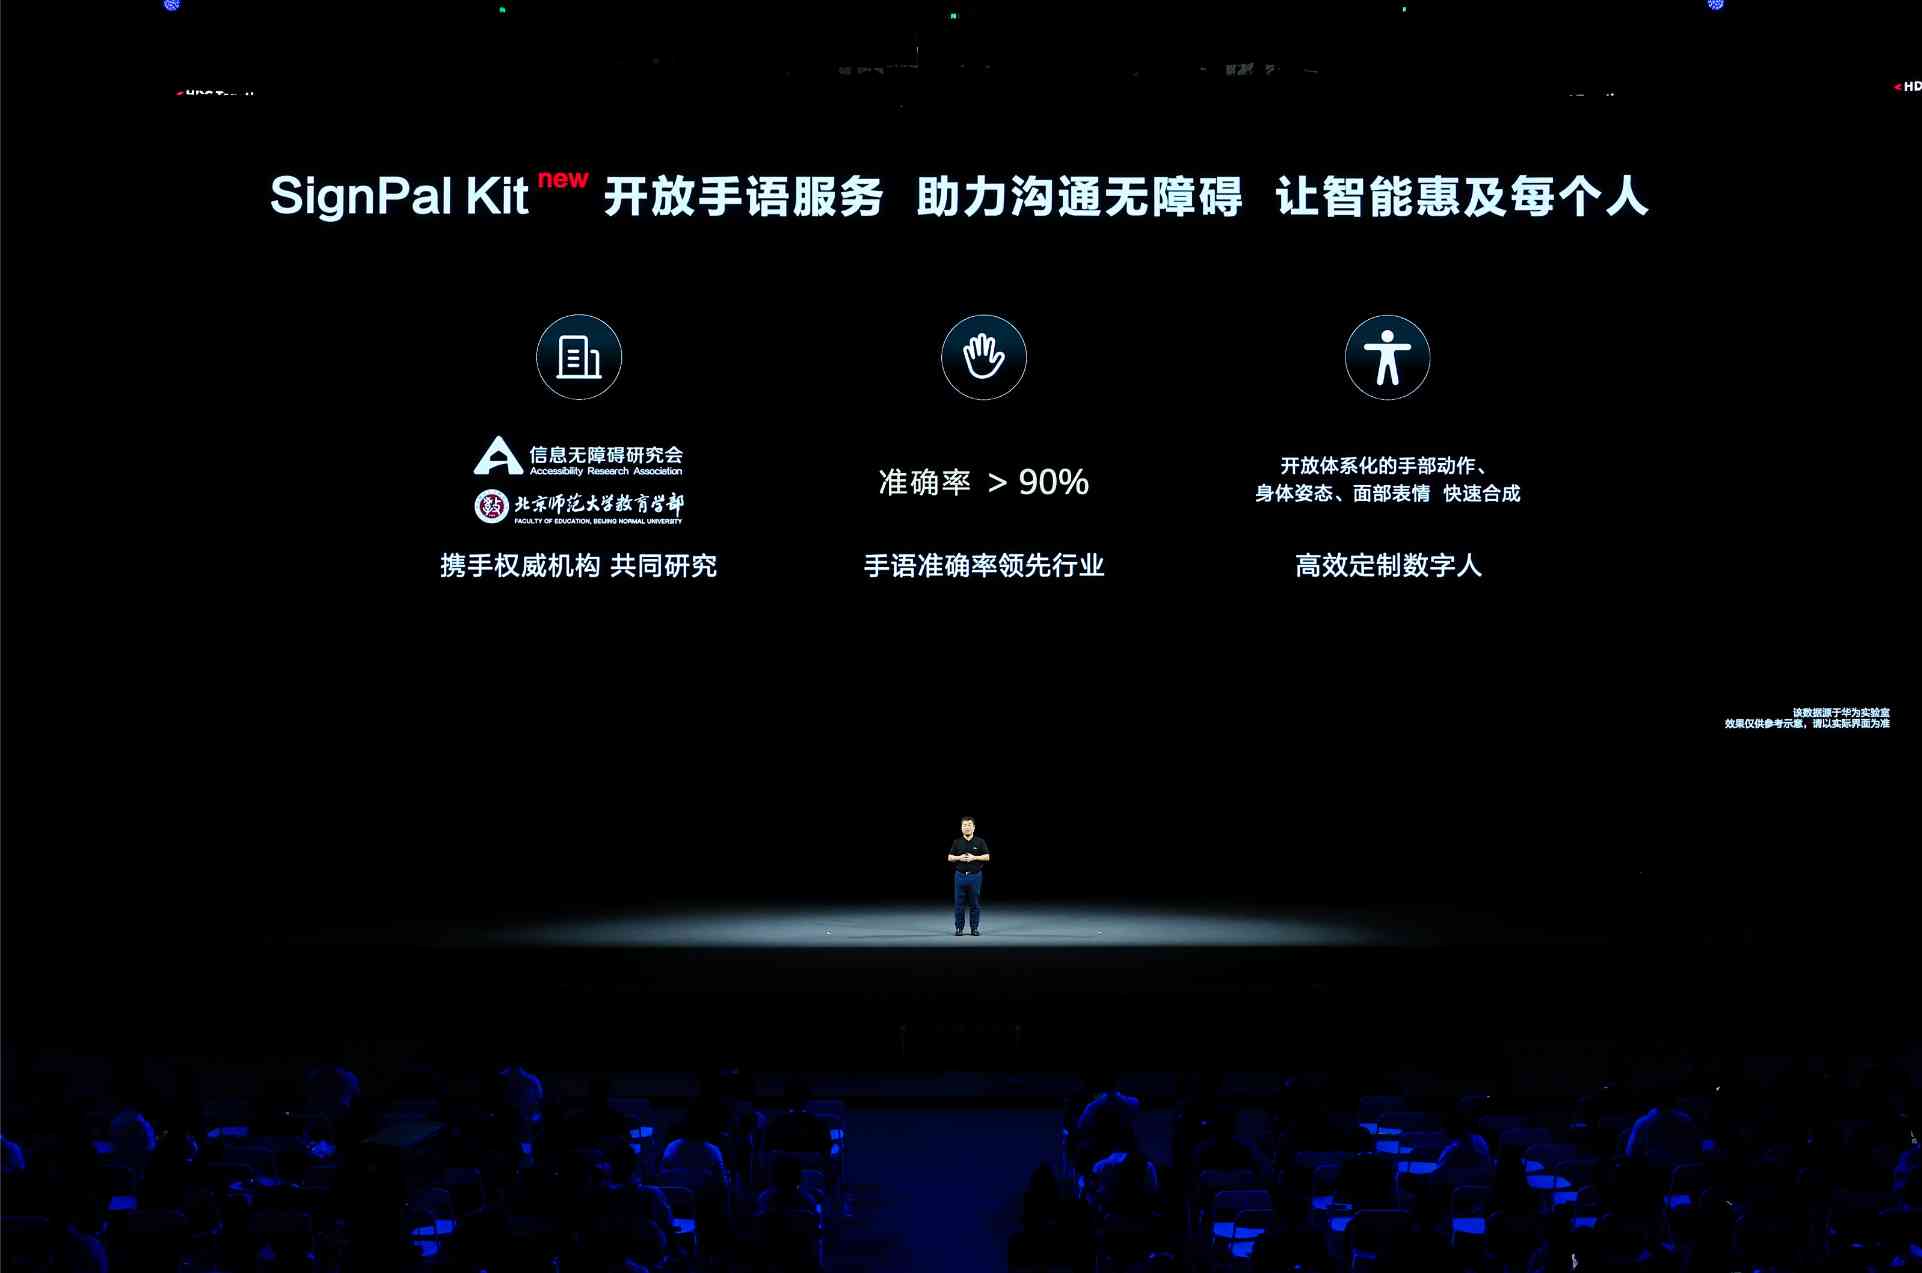 <HD
SignPal Kit new 开放手语服务 助力沟通无障碍 让智能惠及每个人
信息无障碍研究会
Accessibility Research Association
北京师范大学教育学部
FACULTY OF EDUCATION, BEIJING NORMAL UNIVERSITY
携手权威机构 共同研究
准确率 > 90%
手语准确率领先行业
开放体系化的手部动作、
身体姿态、面部表情 快速合成
高效定制数字人
该数据源于华为实验室
效果仅供参考示意，请以实际界面为准